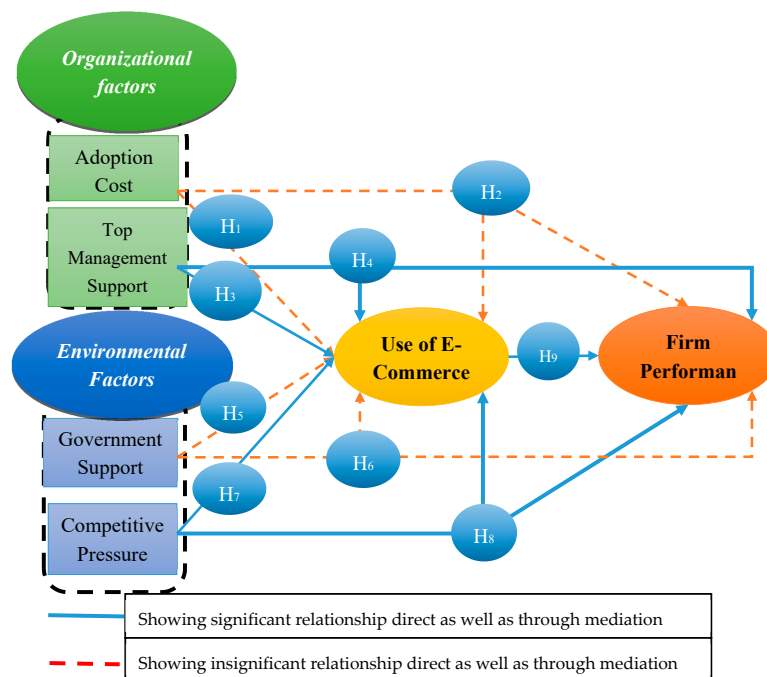 Organizational
factors
Adoption
Cost
H2
H1
Top
Management
Support
H4
H3
Environmental
Factors
Use of E-
Commerce
H9
Firm
Performan
H5
Government
Support
H6
H7
Competitive
Pressure
H8
Showing significant relationship direct as well as through mediation
Showing insignificant relationship direct as well as through mediation